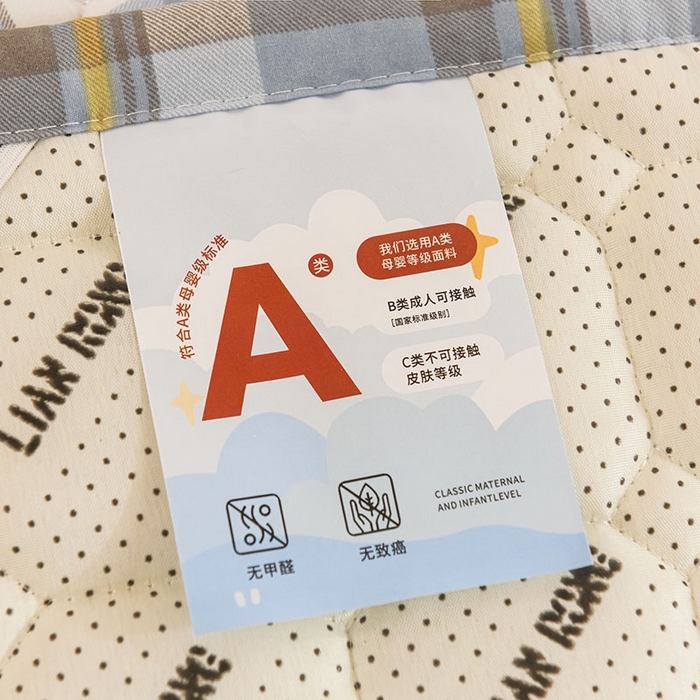 符合A类母婴级标准
A
类
我们选用A类
母婴等级面料
B类成人可接触
[国家标准级别]
C类不可接触
皮肤等级
CLASSIC MATERNAL
AND INFANTLEVEL
无甲醛
无致癌